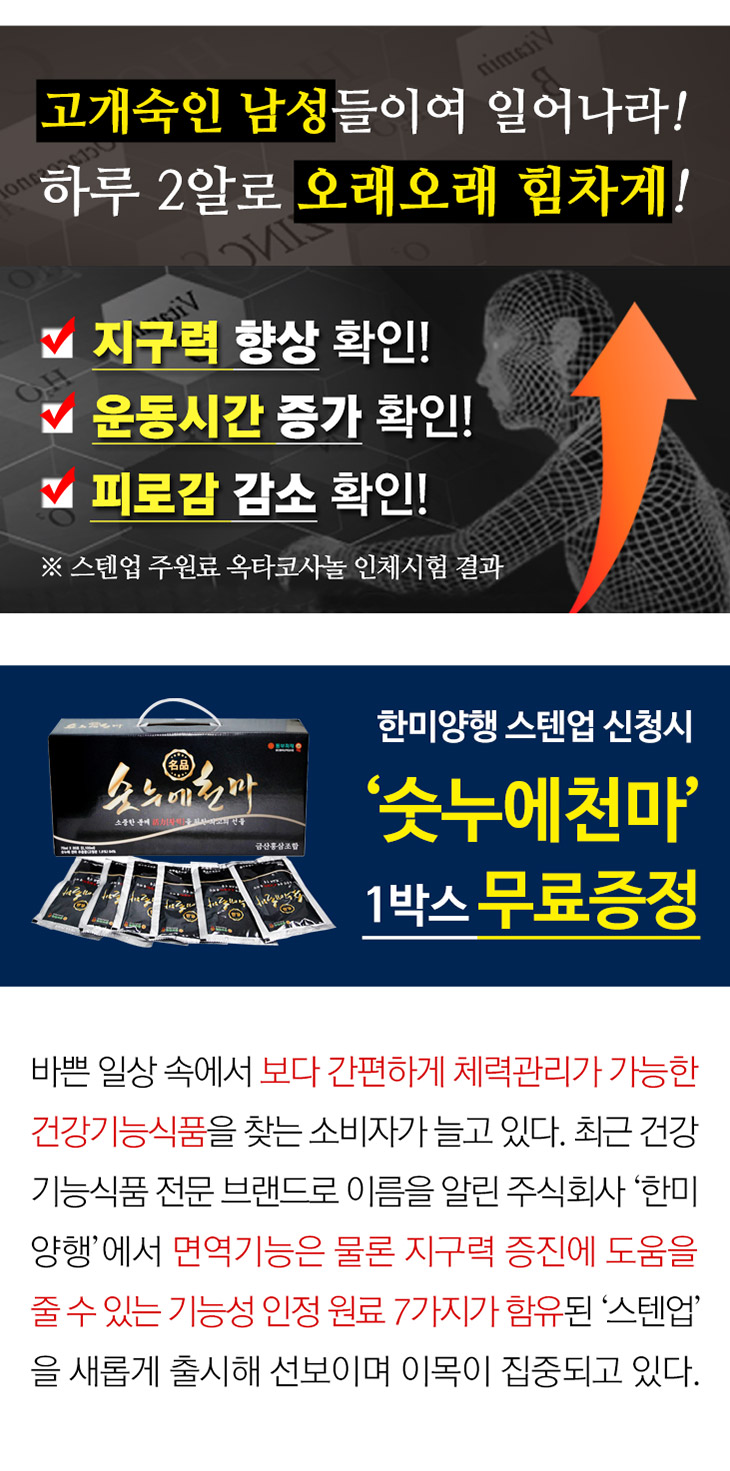 고개숙인 남성들이여 일어나라!
하루 2알로 오래오래 힘차게!
Vitamin
B
Octacosanol
ZINC
Vitamin
지구력 향상 확인!
운동시간 증가 확인!
피로감 감소 확인!
※ 스텐업 주원료 옥타코사놀 인체시험 결과
名品
숫누에천마
금산홍삼조합
한미양행 스텐업 신청시
‘숫누에천마’
1박스 무료증정
바쁜 일상 속에서 보다 간편하게 체력관리가 가능한
건강기능식품을 찾는 소비자가 늘고 있다. 최근 건강
기능식품 전문 브랜드로 이름을 알린 주식회사 ‘한미
양행’에서 면역기능은 물론 지구력 증진에 도움을
줄 수 있는 기능성 인정 원료 7가지가 함유된 ‘스텐업’
을 새롭게 출시해 선보이며 이목이 집중되고 있다.